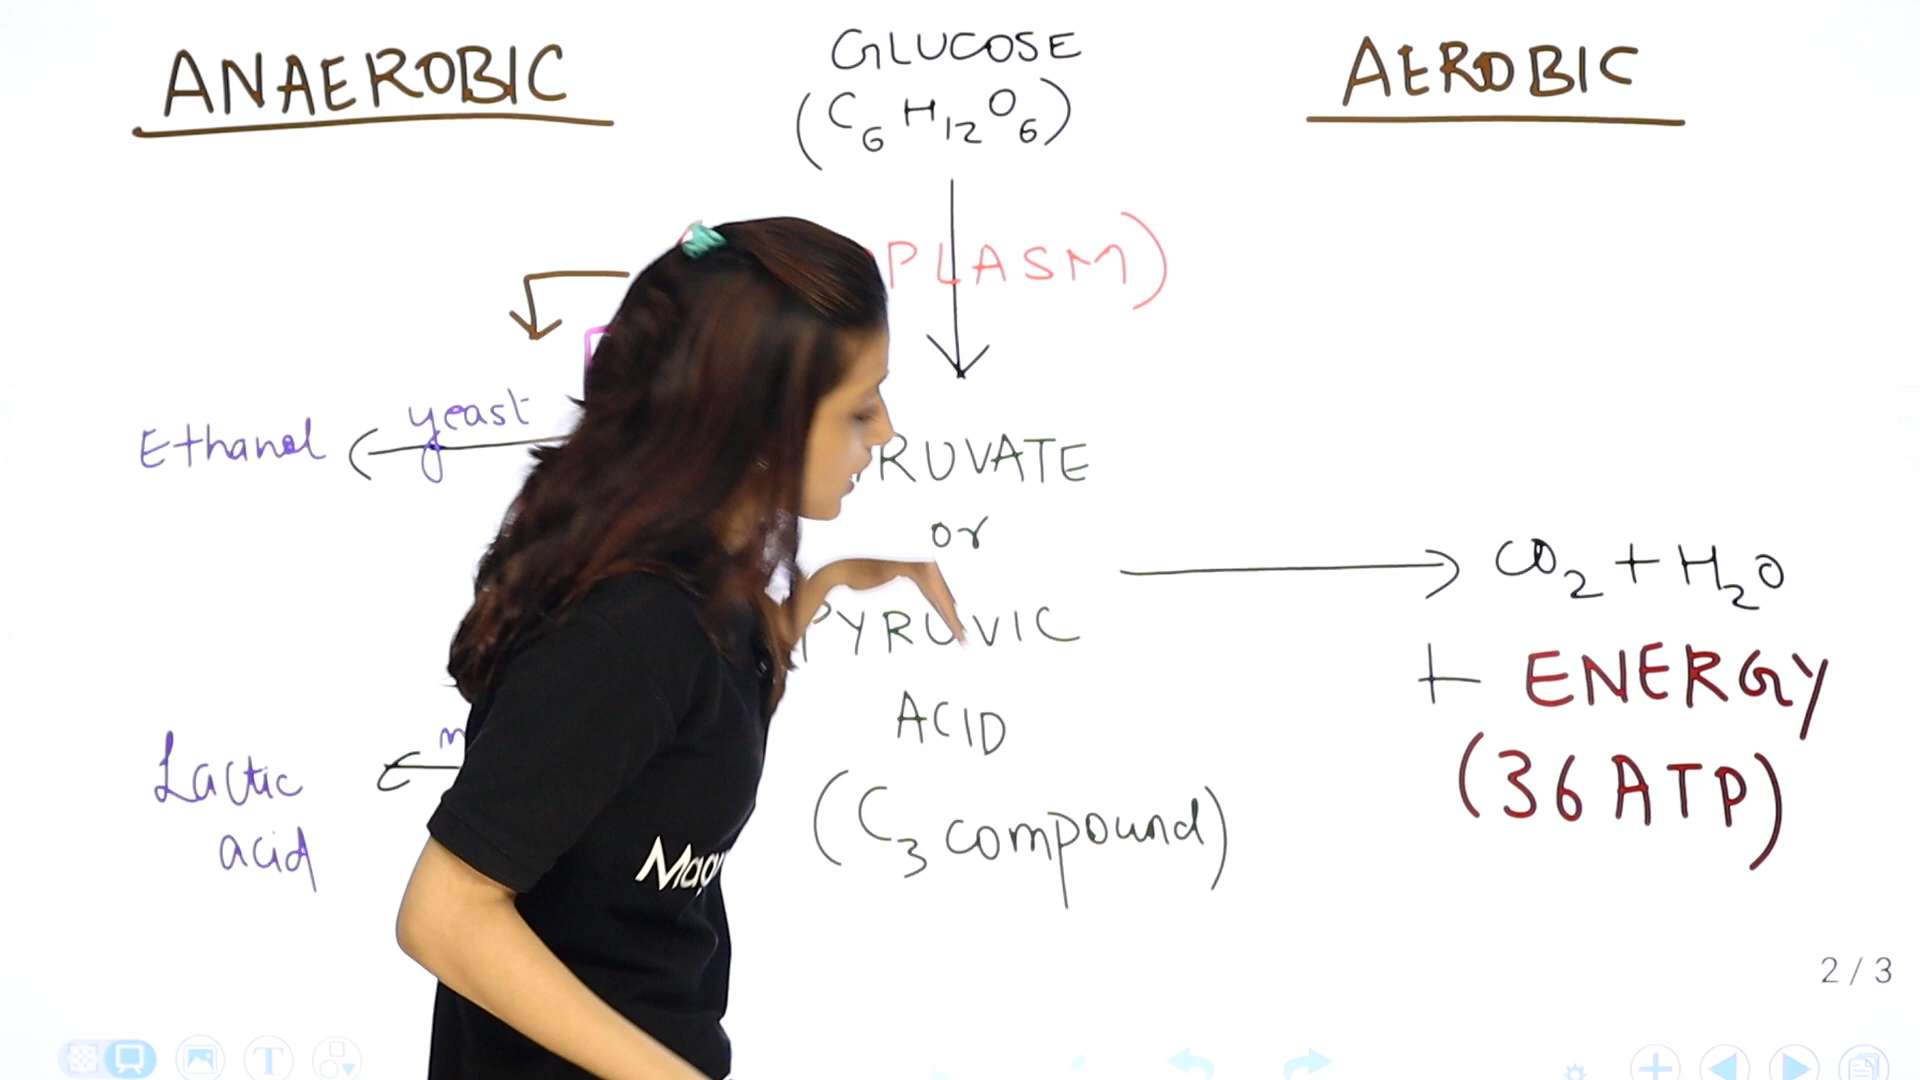 ANAEROBIC
GLUCOSE
(C6H12O6)
AEROBIC
PLASM)
yeast
Ethanol
RUVATE
or
PYRUVIC
ACID
(C3 compound)
CO2 + H2O
+ ENERGY
(36 ATP)
Lactic
acid
2 / 3